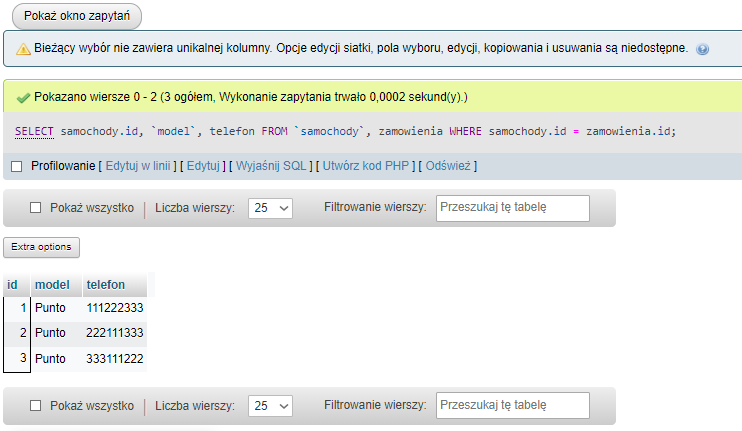 Pokaż okno zapytań
Bieżący wybór nie zawiera unikalnej kolumny. Opcje edycji siatki, pola wyboru, edycji, kopiowania i usuwania są niedostępne.
Pokazano wiersze 0 - 2 (3 ogółem, Wykonanie zapytania trwało 0,0002 sekund(y).)
SELECT samochody.id, `model`, telefon FROM `samochody`, zamowienia WHERE samochody.id = zamowienia.id;
Profilowanie [ Edytuj w linii ] [ Edytuj ] [ Wyjaśnij SQL ] [ Utwórz kod PHP ] [ Odśwież ]
Pokaż wszystko | Liczba wierszy: 25 Filtrowanie wierszy: Przeszukaj tę tabelę
Extra options
id model telefon
1 Punto 111222333
2 Punto 222111333
3 Punto 333111222
Pokaż wszystko | Liczba wierszy: 25 Filtrowanie wierszy: Przeszukaj tę tabelę